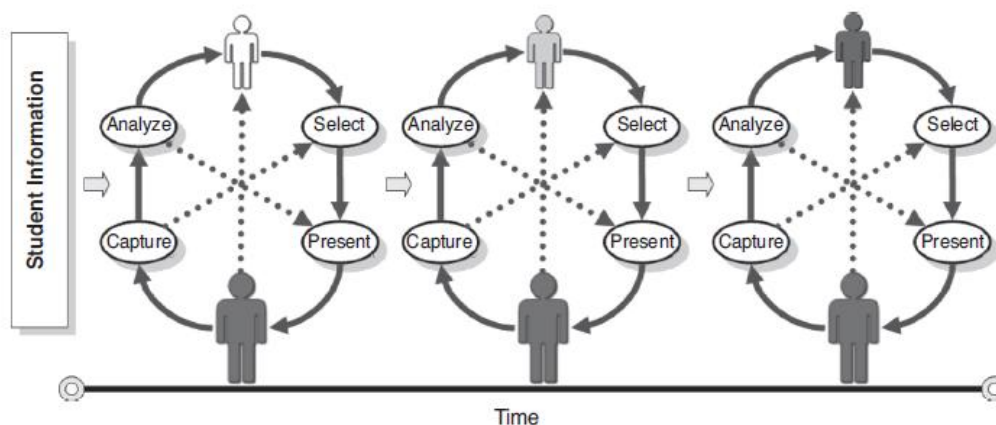 Student Information
Analyze
Select
Capture
Present
Analyze
Select
Capture
Present
Analyze
Select
Capture
Present
Time